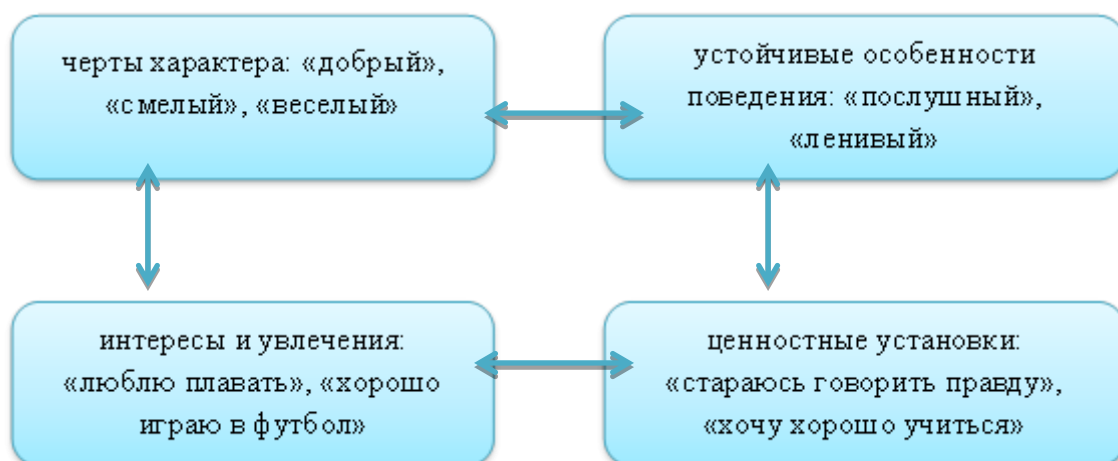 черты характера: «добрый»,
«смелый», «веселый»
устойчивые особенности
поведения: «послушный»,
«ленивый»
интересы и увлечения:
«люблю плавать», «хорошо
играю в футбол»
ценностные установки:
«стараюсь говорить правду»,
«хочу хорошо учиться»